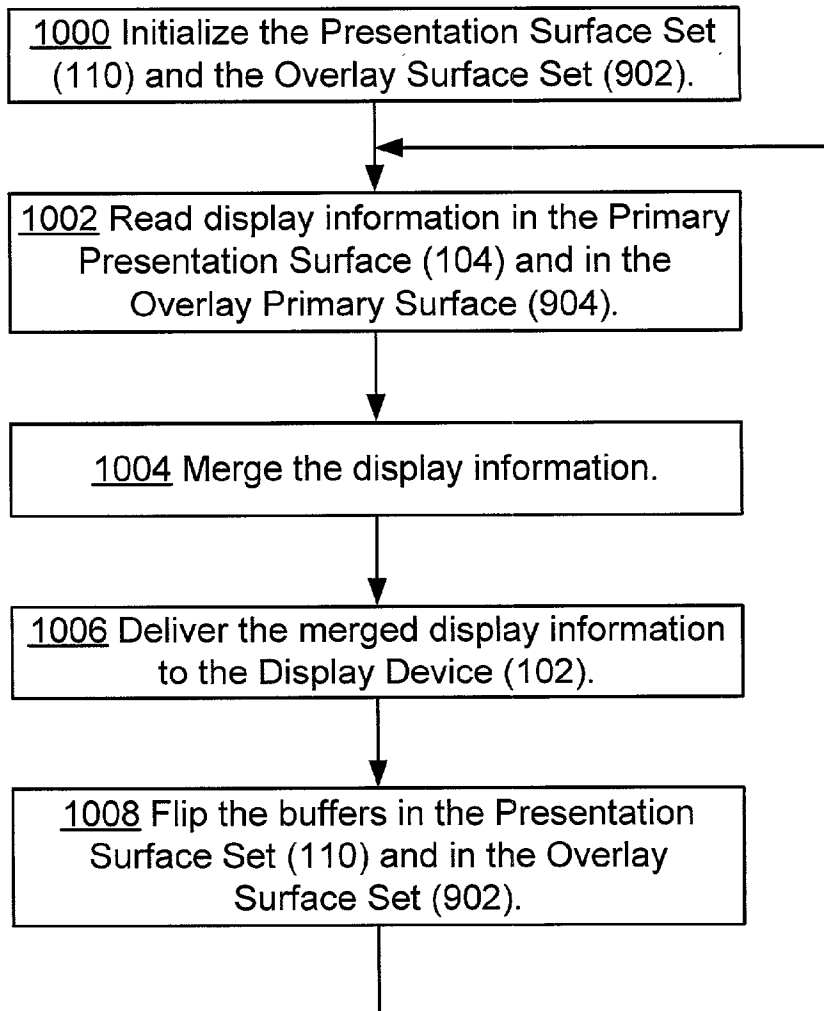 1000 Initialize the Presentation Surface Set
(110) and the Overlay Surface Set (902).
1002 Read display information in the Primary
Presentation Surface (104) and in the
Overlay Primary Surface (904).
1004 Merge the display information.
1006 Deliver the merged display information
to the Display Device (102).
1008 Flip the buffers in the Presentation
Surface Set (110) and in the Overlay
Surface Set (902).